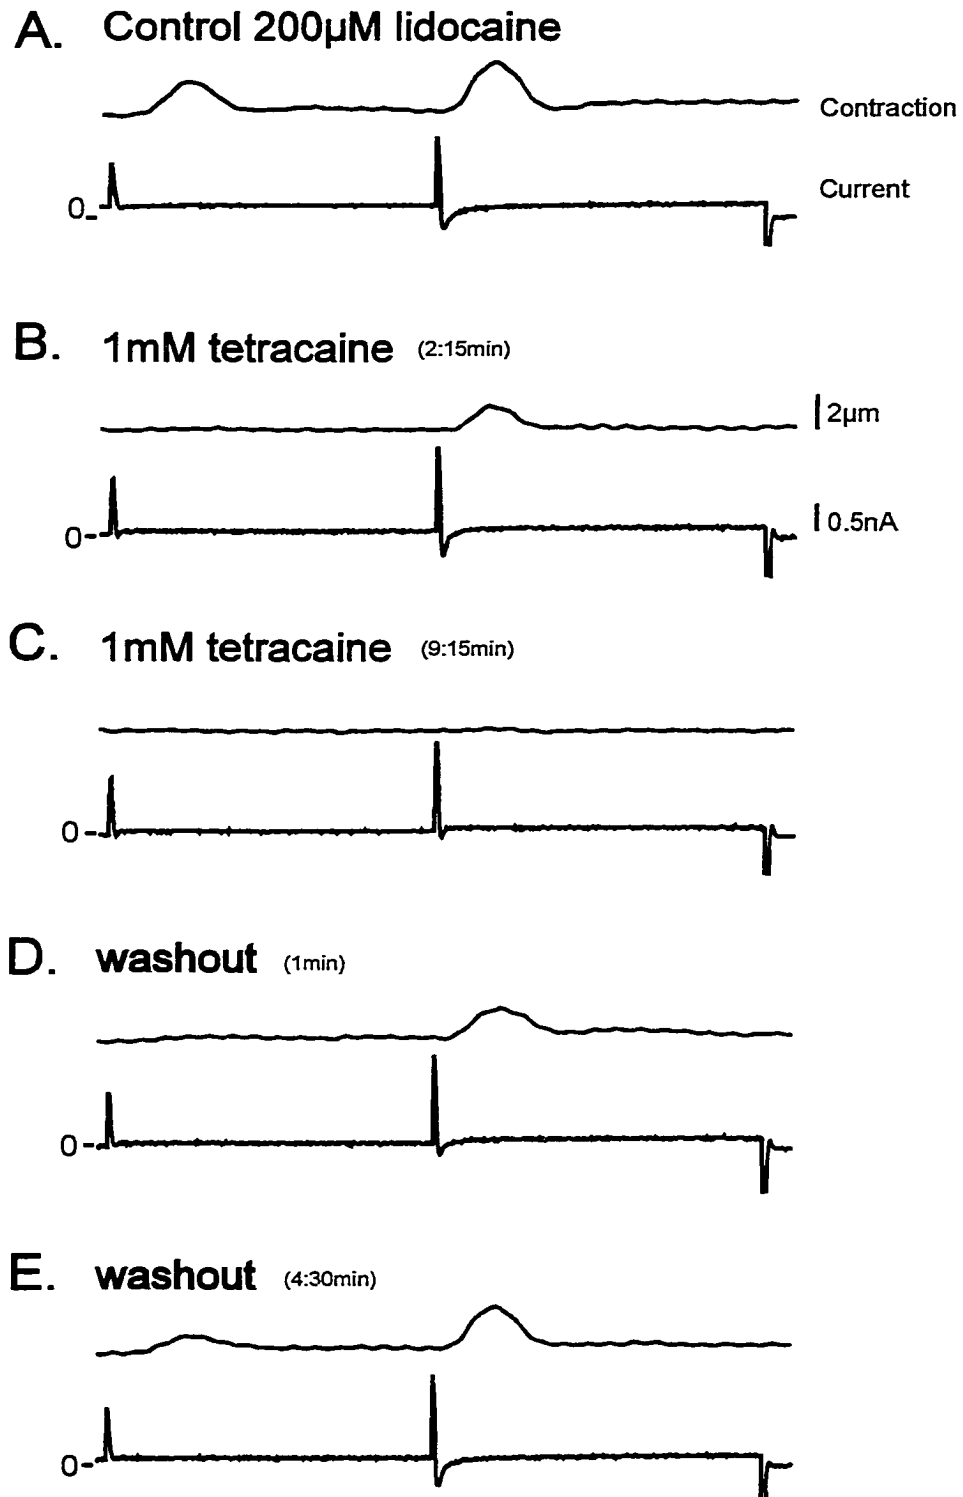 A. Control 200µM lidocaine
Contraction
Current
0
B. 1mM tetracaine (2:15min)
2µm
0.5nA
0
C. 1mM tetracaine (9:15min)
0
D. washout (1min)
0
E. washout (4:30min)
0